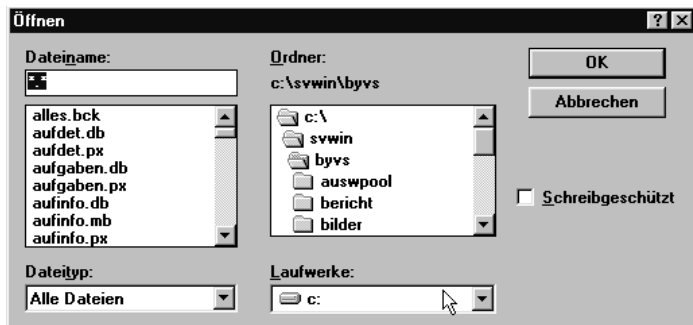 Öffnen
Dateiname:
*.*
alles.bck
aufdet.db
aufdet.px
aufgaben.db
aufgaben.px
aufinfo.db
aufinfo.mb
aufinfo.px
Dateityp:
Alle Dateien
Ordner:
c:\svwin\byvs
c:\
svwin
byvs
auswpool
bericht
bilder
Laufwerke:
c:
OK
Abbrechen
Schreibgeschützt